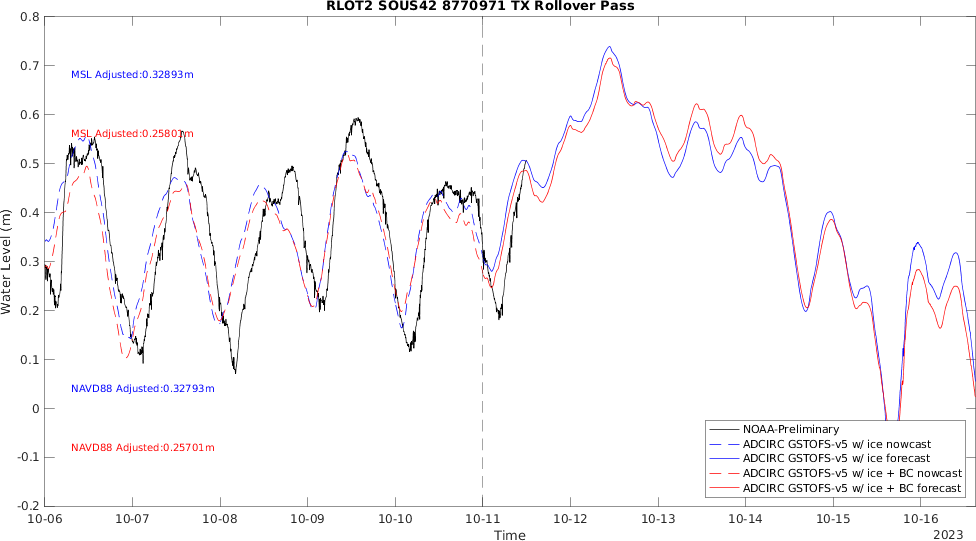 RLOT2 SOUS42 8770971 TX Rollover Pass
0.8
0.7
0.6
0.5
0.4
0.3
0.2
0.1
0
-0.1
-0.2
Water Level (m)
MSL Adjusted:0.32893m
MSL Adjusted:0.25801m
NAVD88 Adjusted:0.32793m
NAVD88 Adjusted:0.25701m
NOAA-Preliminary
ADCIRC GSTOFS-v5 w/ ice nowcast
ADCIRC GSTOFS-v5 w/ ice forecast
ADCIRC GSTOFS-v5 w/ ice + BC nowcast
ADCIRC GSTOFS-v5 w/ ice + BC forecast
10-06 10-07 10-08 10-09 10-10 10-11 10-12 10-13 10-14 10-15 10-16
Time
2023